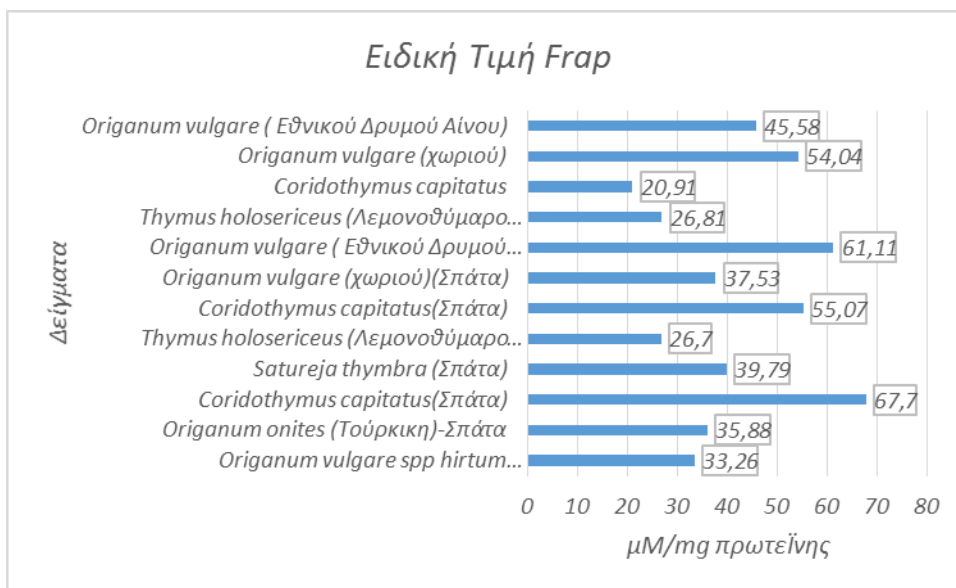 Ειδική Τιμή Frap
Origanum vulgare ( Εθνικού Δρυμού Αίνου) 45,58
Origanum vulgare (χωριού) 54,04
Coridothymus capitatus 20,91
Thymus holosericeus (Λεμονοθύμαρο... 26,81
Origanum vulgare ( Εθνικού Δρυμού... 61,11
Origanum vulgare (χωριού)(Σπάτα) 37,53
Coridothymus capitatus(Σπάτα) 55,07
Thymus holosericeus (Λεμονοθύμαρο... 26,7
Satureja thymbra (Σπάτα) 39,79
Coridothymus capitatus(Σπάτα) 67,7
Origanum onites (Τούρκικη)-Σπάτα 35,88
Origanum vulgare spp hirtum... 33,26
Δείγματα
0 10 20 30 40 50 60 70 80
μM/mg πρωτεΪνης